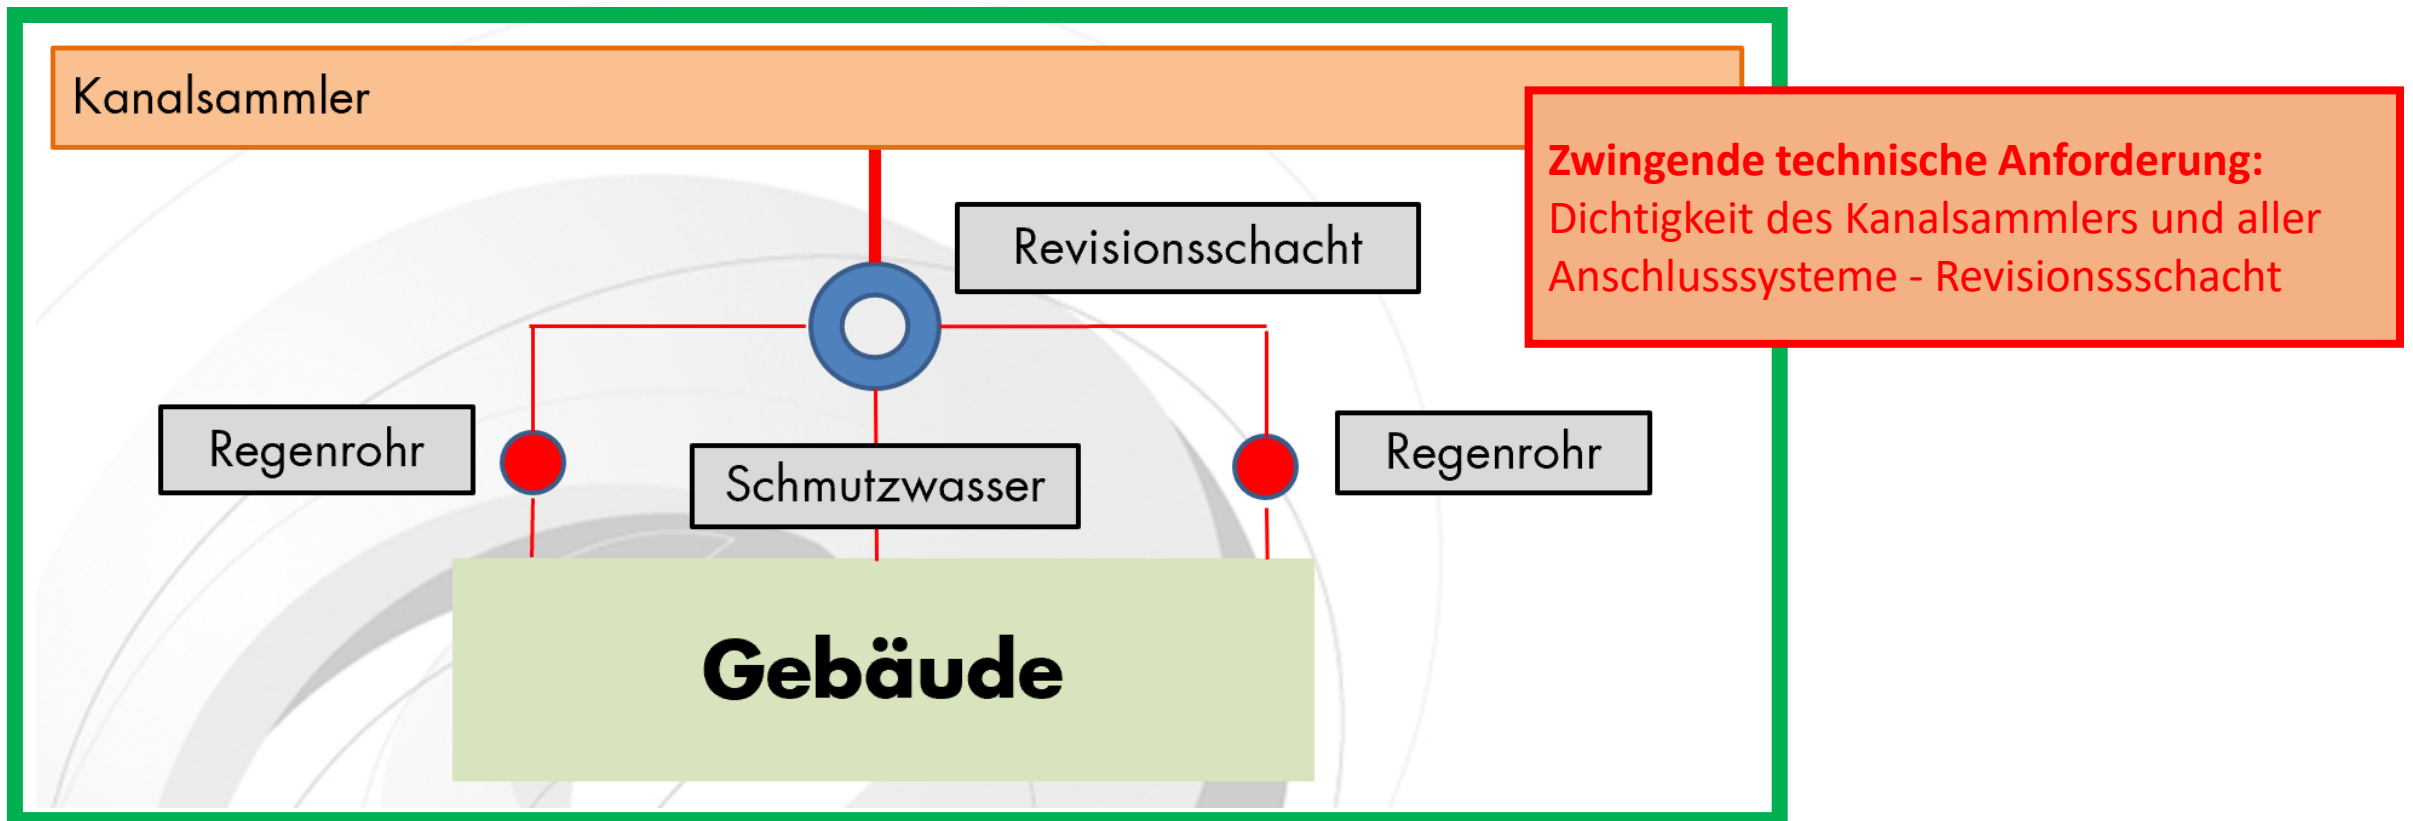 Kanalsammler
Zwingende technische Anforderung:
Dichtigkeit des Kanalsammlers und aller
Anschlusssysteme - Revisionssschacht
Revisionsschacht
Regenrohr
Schmutzwasser
Regenrohr
Gebäude